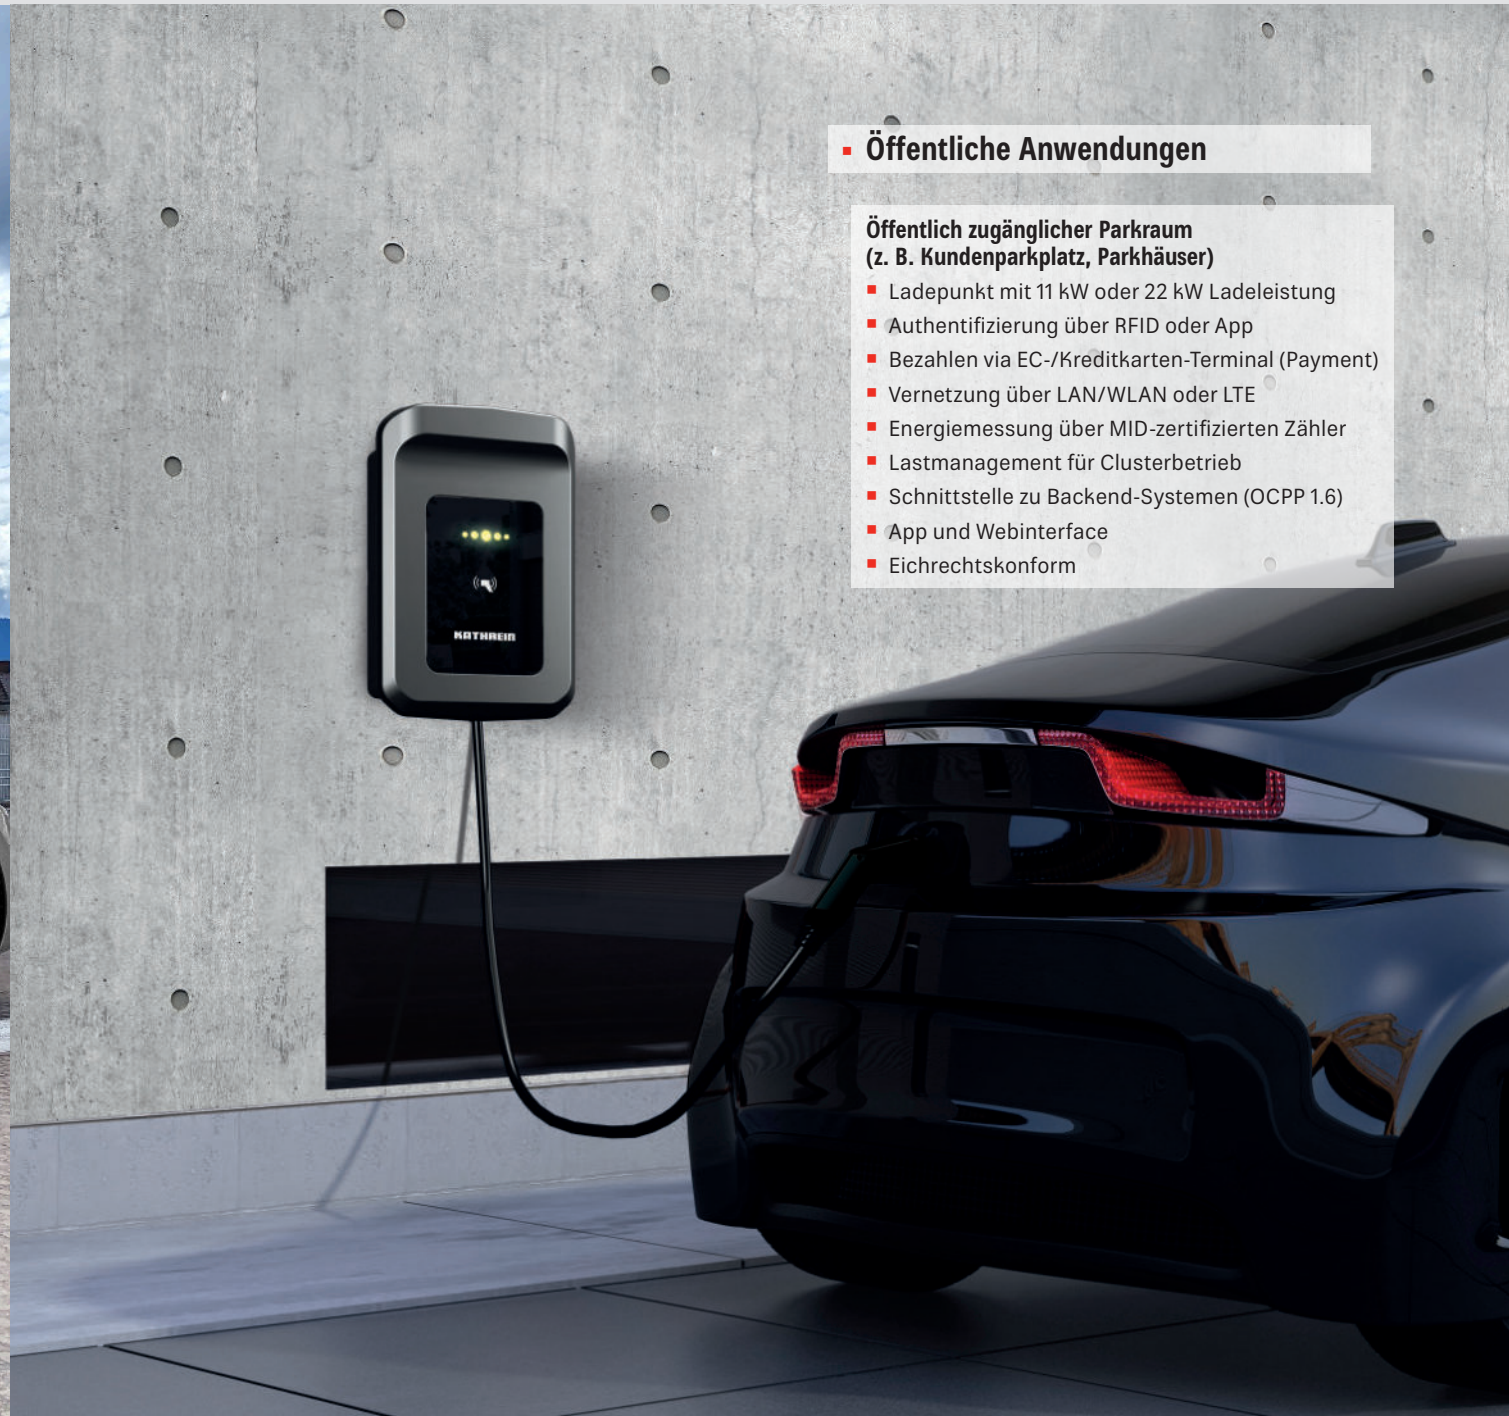 Öffentliche Anwendungen
Öffentlich zugänglicher Parkraum
(z. B. Kundenparkplatz, Parkhäuser)
Ladepunkt mit 11 kW oder 22 kW Ladeleistung
Authentifizierung über RFID oder App
Bezahlen via EC-/Kreditkarten-Terminal (Payment)
Vernetzung über LAN/WLAN oder LTE
Energiemessung über MID-zertifizierten Zähler
Lastmanagement für Clusterbetrieb
Schnittstelle zu Backend-Systemen (OCPP 1.6)
App und Webinterface
Eichrechtskonform
KATHREIN